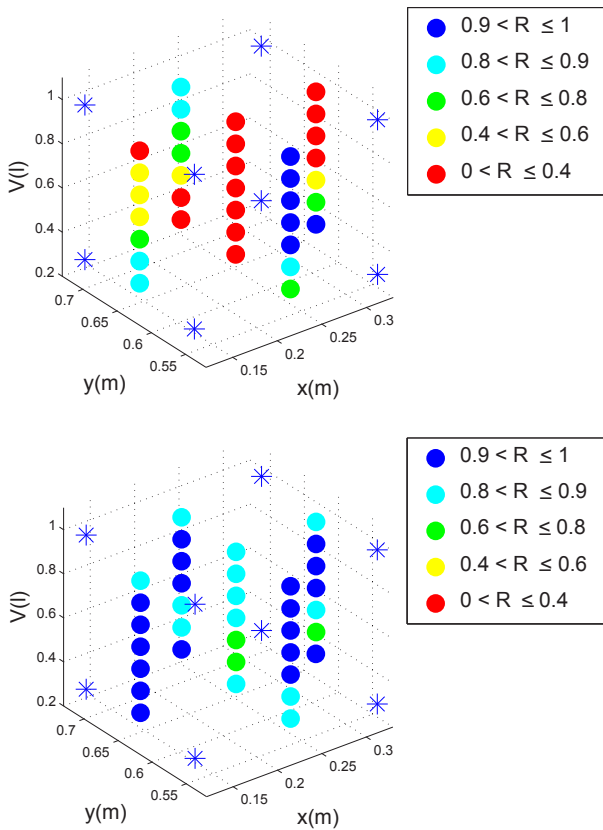 0.9 < R ≤ 1
0.8 < R ≤ 0.9
0.6 < R ≤ 0.8
0.4 < R ≤ 0.6
0 < R ≤ 0.4
1
0.8
0.6
0.4
0.2
V(l)
0.7
0.65
0.6
0.55
y(m)
0.15
0.2
0.25
0.3
x(m)
0.9 < R ≤ 1
0.8 < R ≤ 0.9
0.6 < R ≤ 0.8
0.4 < R ≤ 0.6
0 < R ≤ 0.4
1
0.8
0.6
0.4
0.2
V(l)
0.7
0.65
0.6
0.55
y(m)
0.15
0.2
0.25
0.3
x(m)